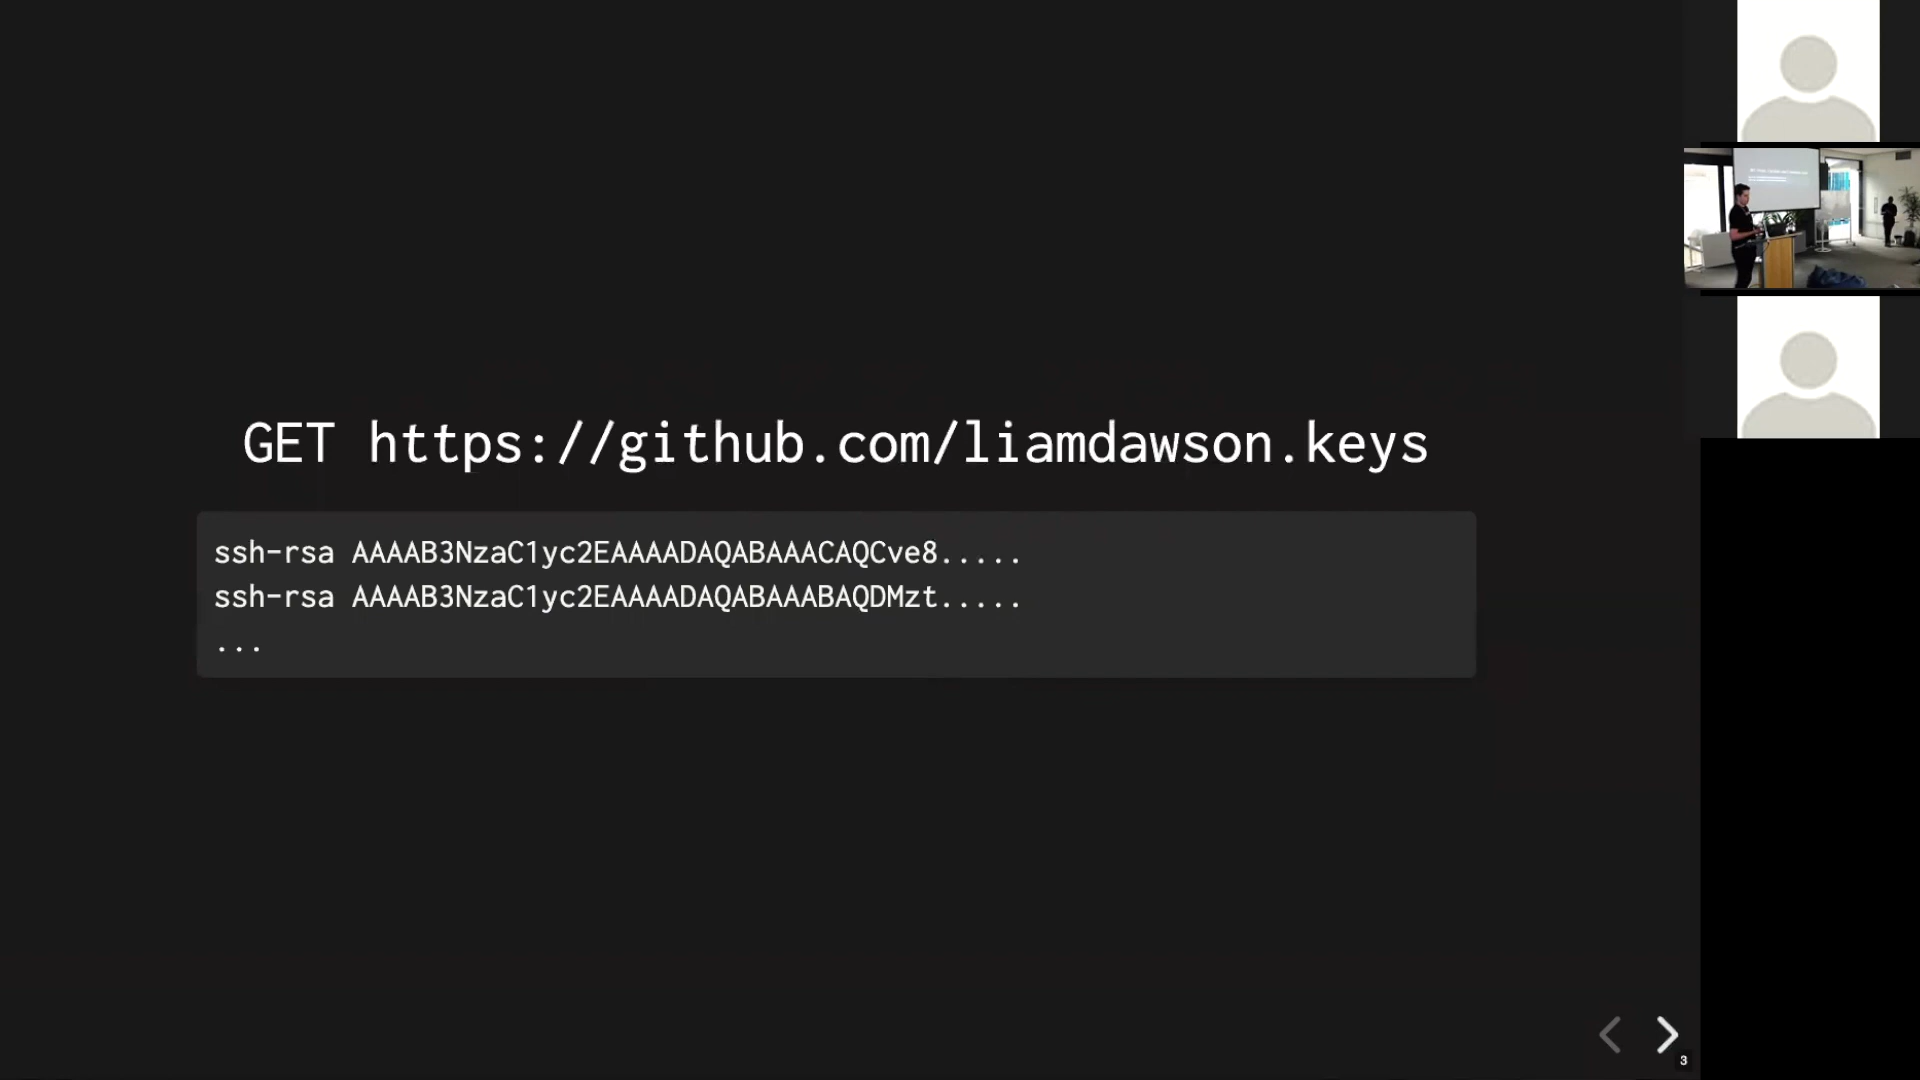 GET https://github.com/liamdawson.keys
ssh-rsa AAAAB3NzaC1yc2EAAAADAQABAAACAQCve8.....
ssh-rsa AAAAB3NzaC1yc2EAAAADAQABAAABAQDMzt.....
...
3